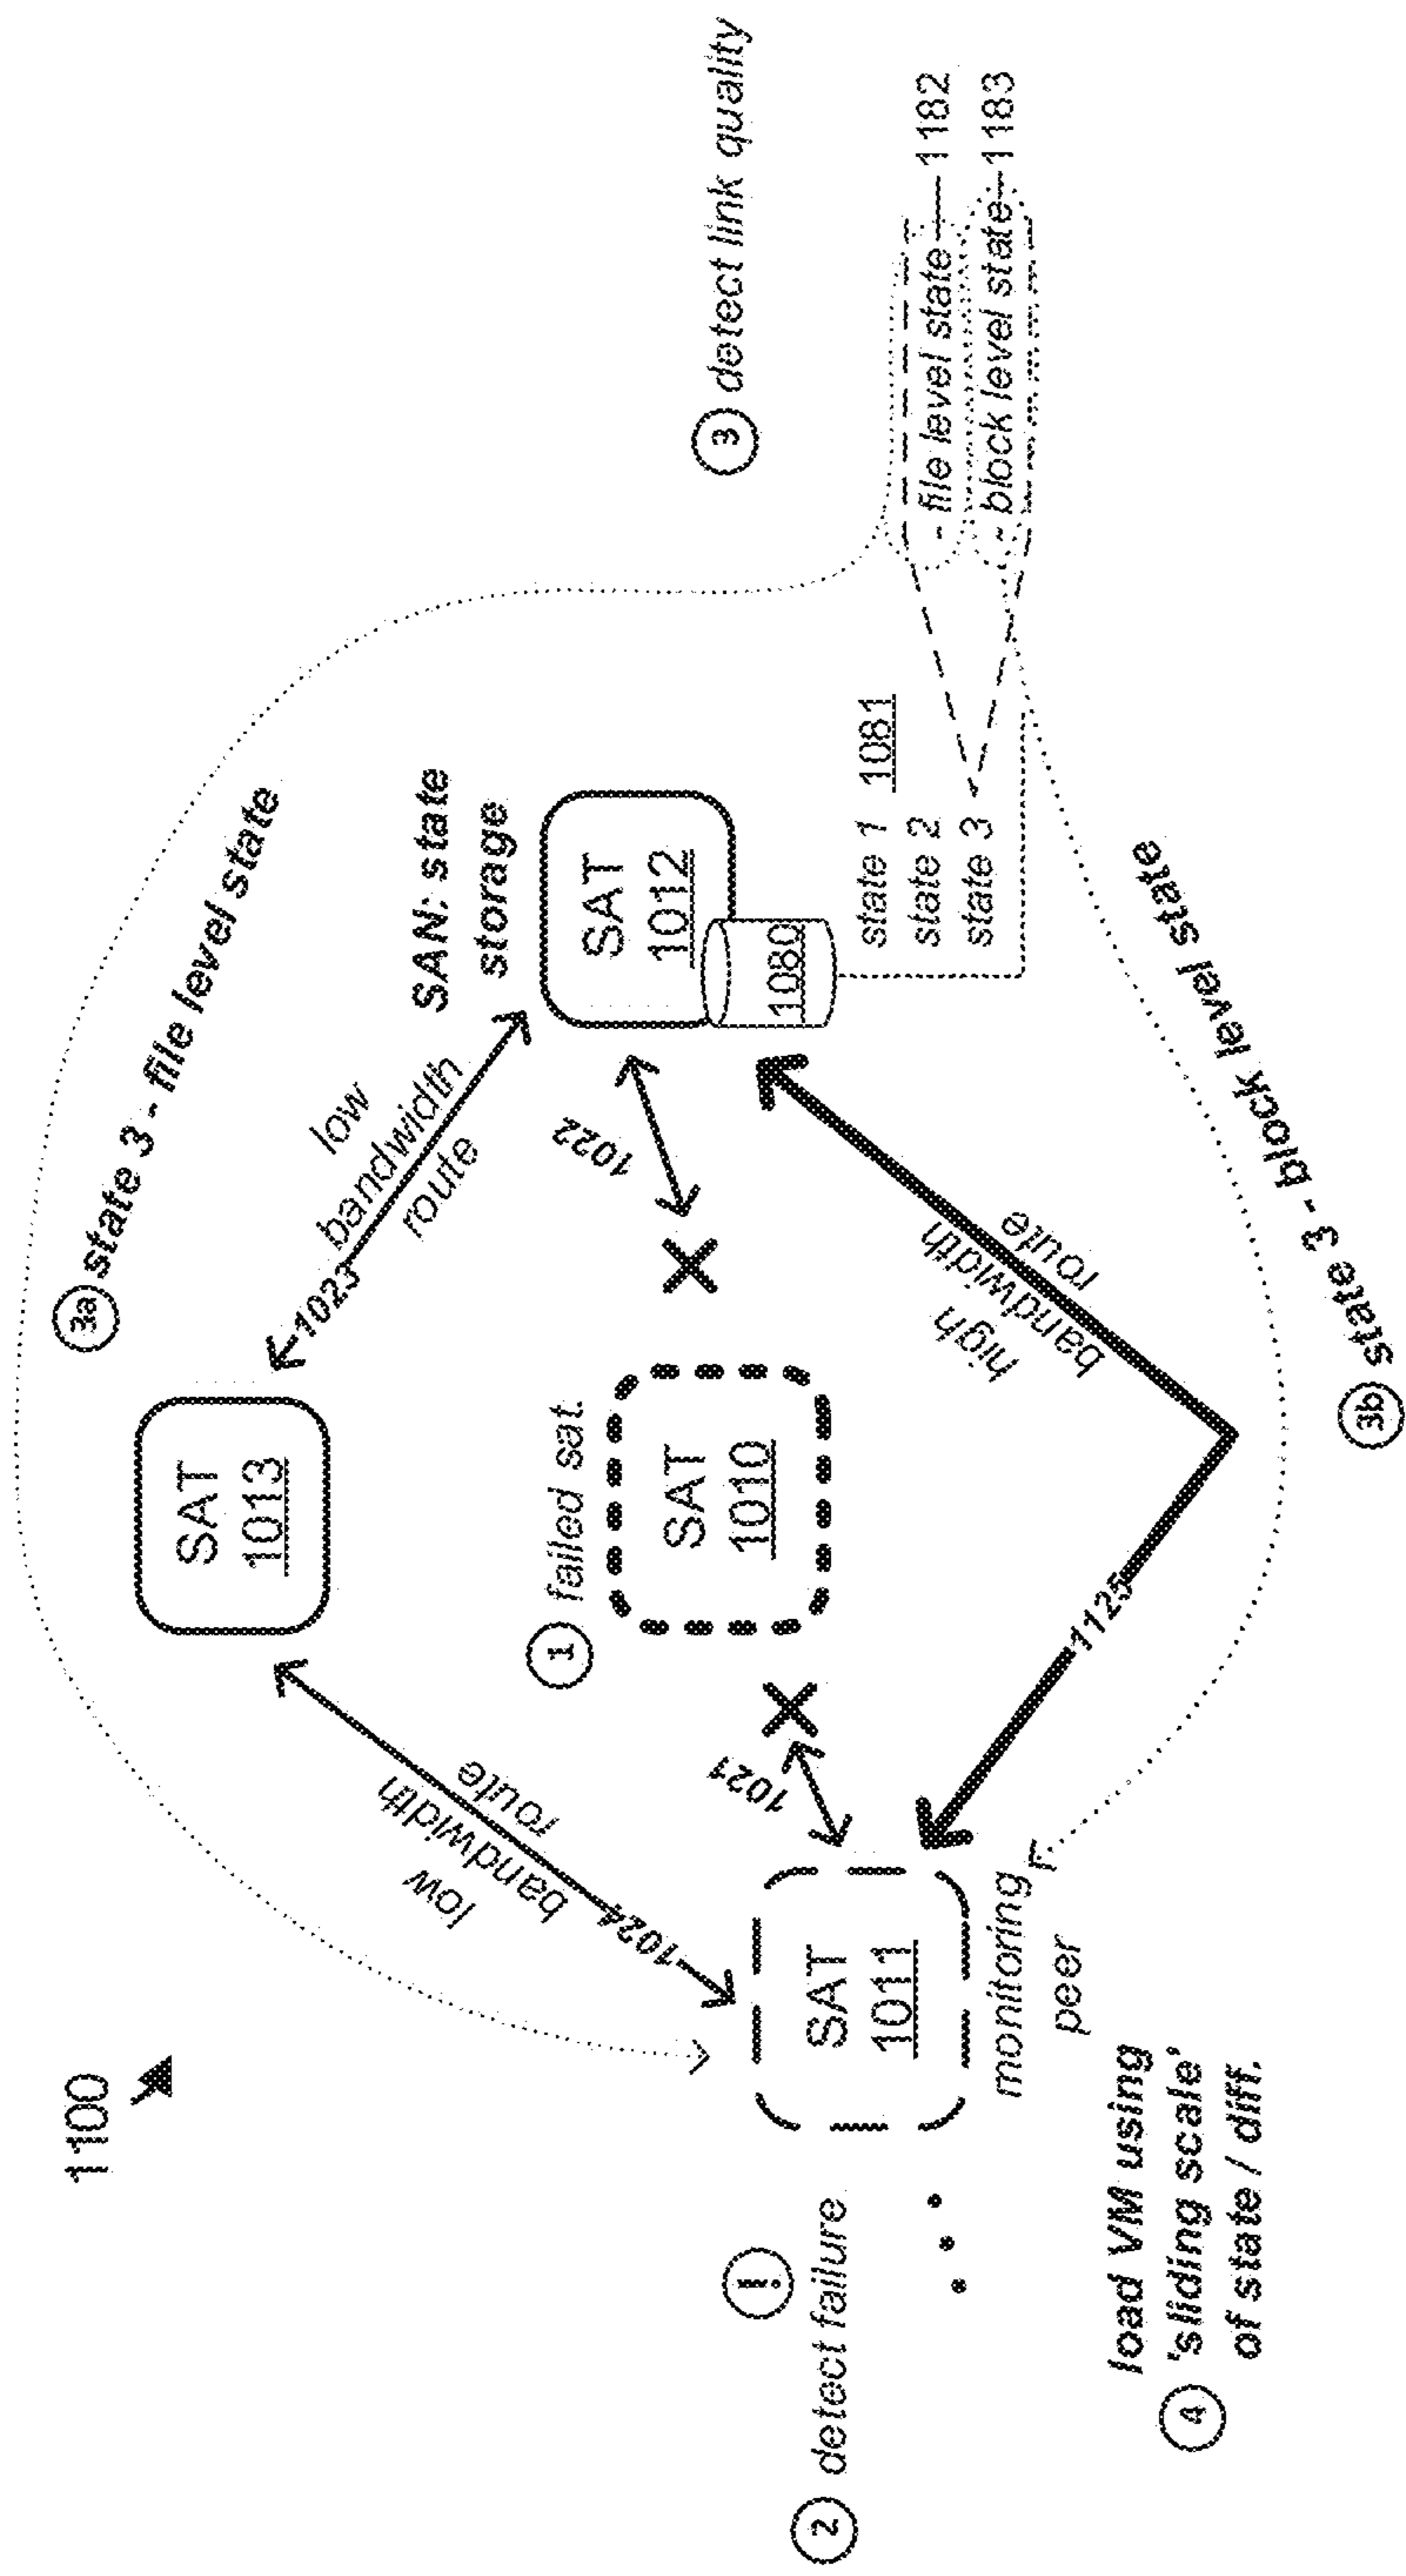 1100
3a state 3 - file level state
SAT
1013
low
bandwidth
route
1023
low
bandwidth
route
1024
SAN: state
storage
SAT
1012
1080
1 failed sat.
SAT
1010
1022
1021
3 detect link quality
state 1 1081
state 2
state 3
- file level state 1182
- block level state 1183
!
2 detect failure
SAT
1011
monitoring
peer
high
bandwidth
route
1125
3b state 3 - block level state
4 load VM using
'sliding scale'
of state / diff.